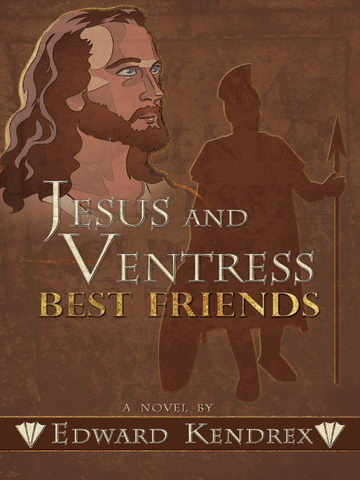 Jesus and
Ventress
Best Friends
A Novel by
Edward Kendrex